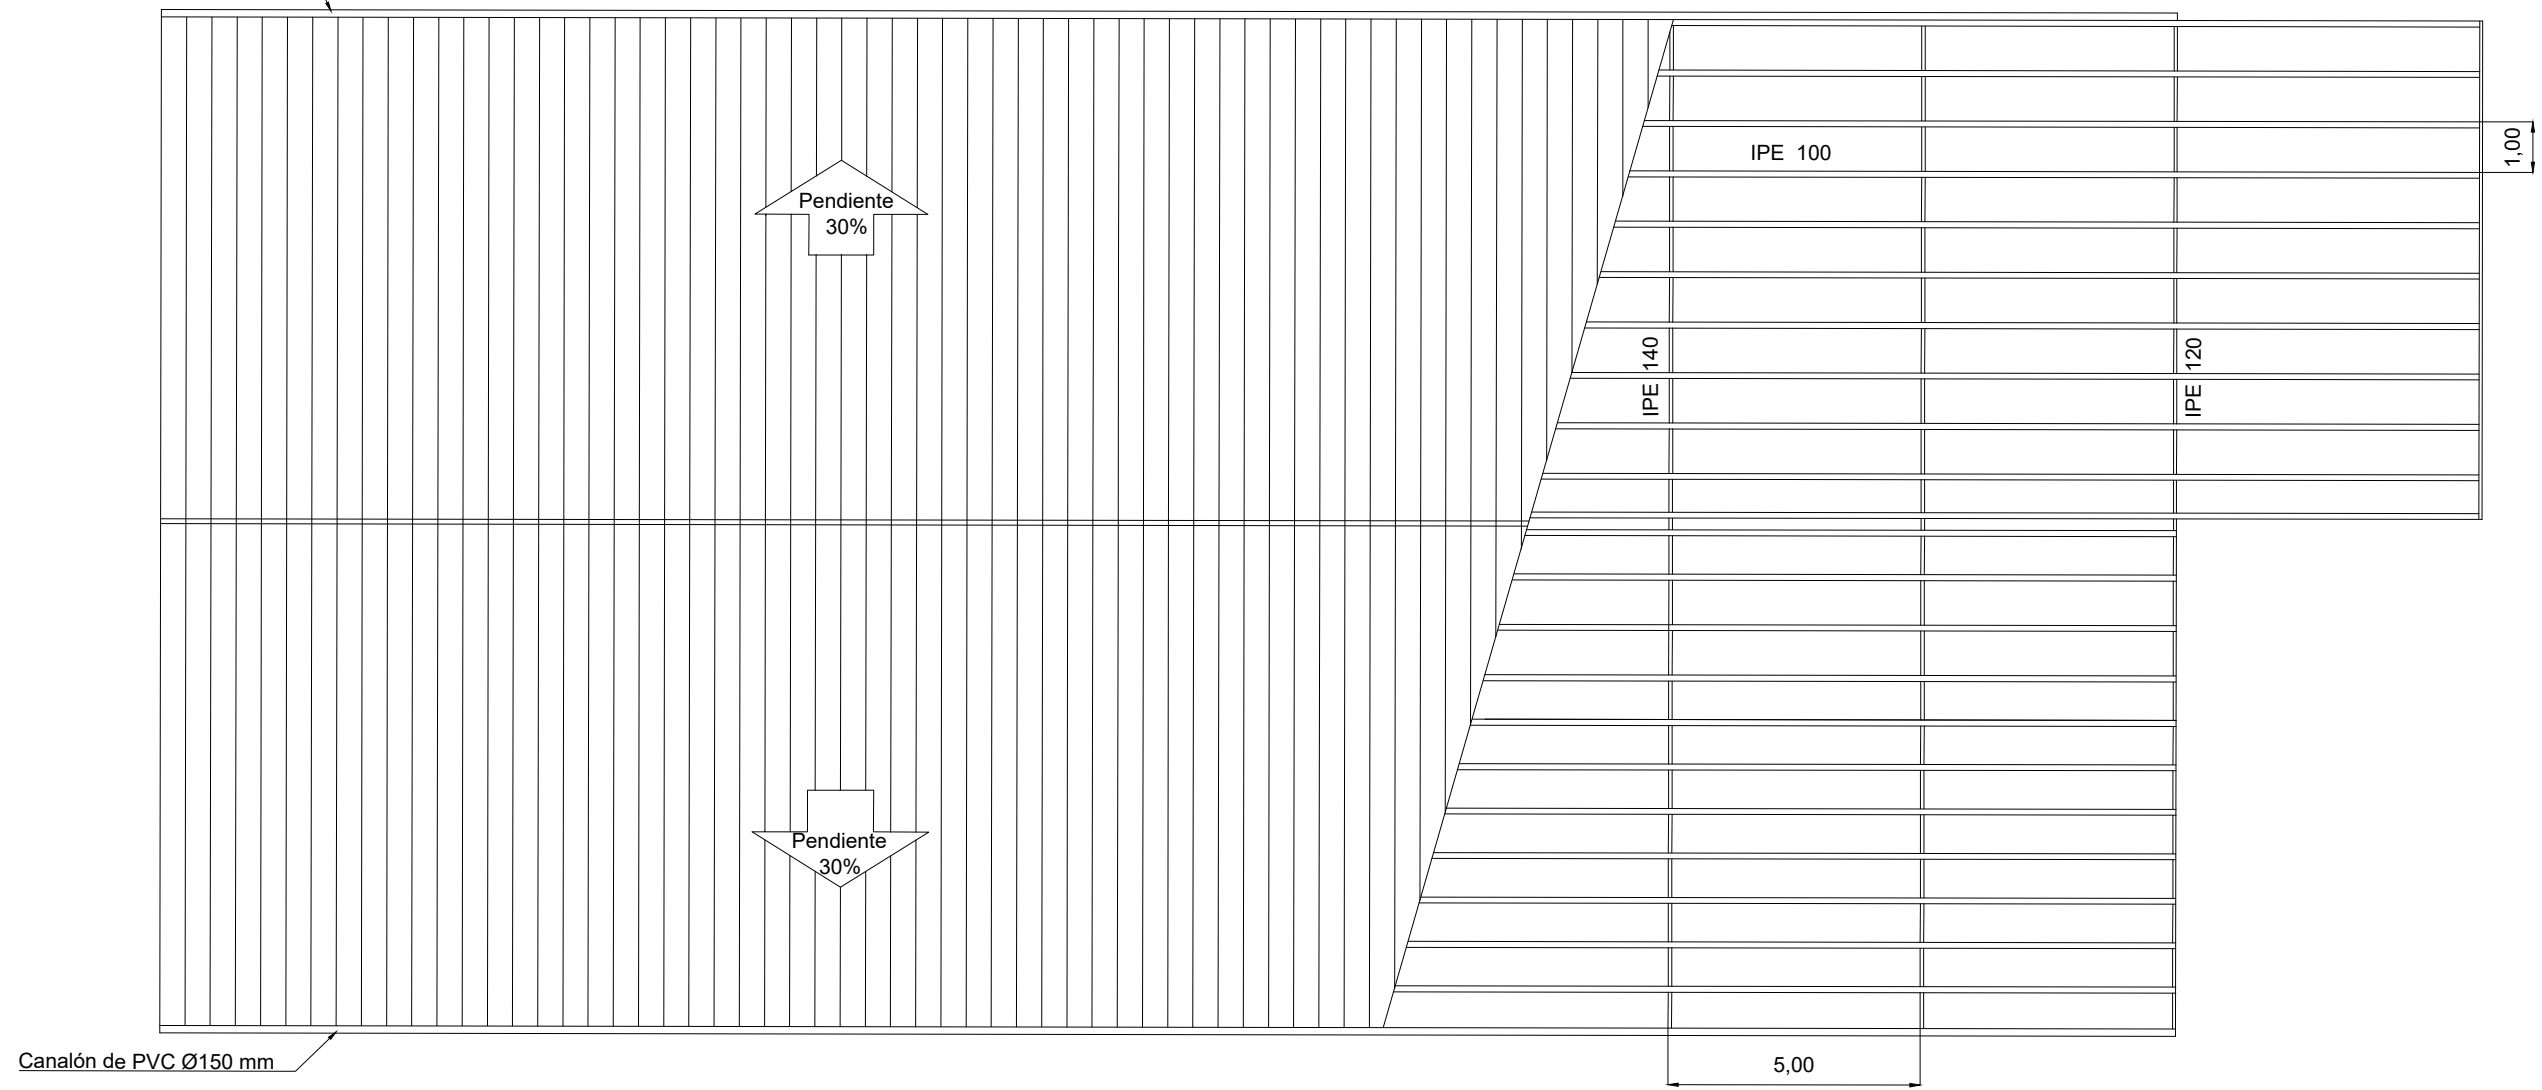 IPE 100
1,00
Pendiente
30%
IPE 140
IPE 120
Pendiente
30%
Canalón de PVC Ø150 mm
5,00